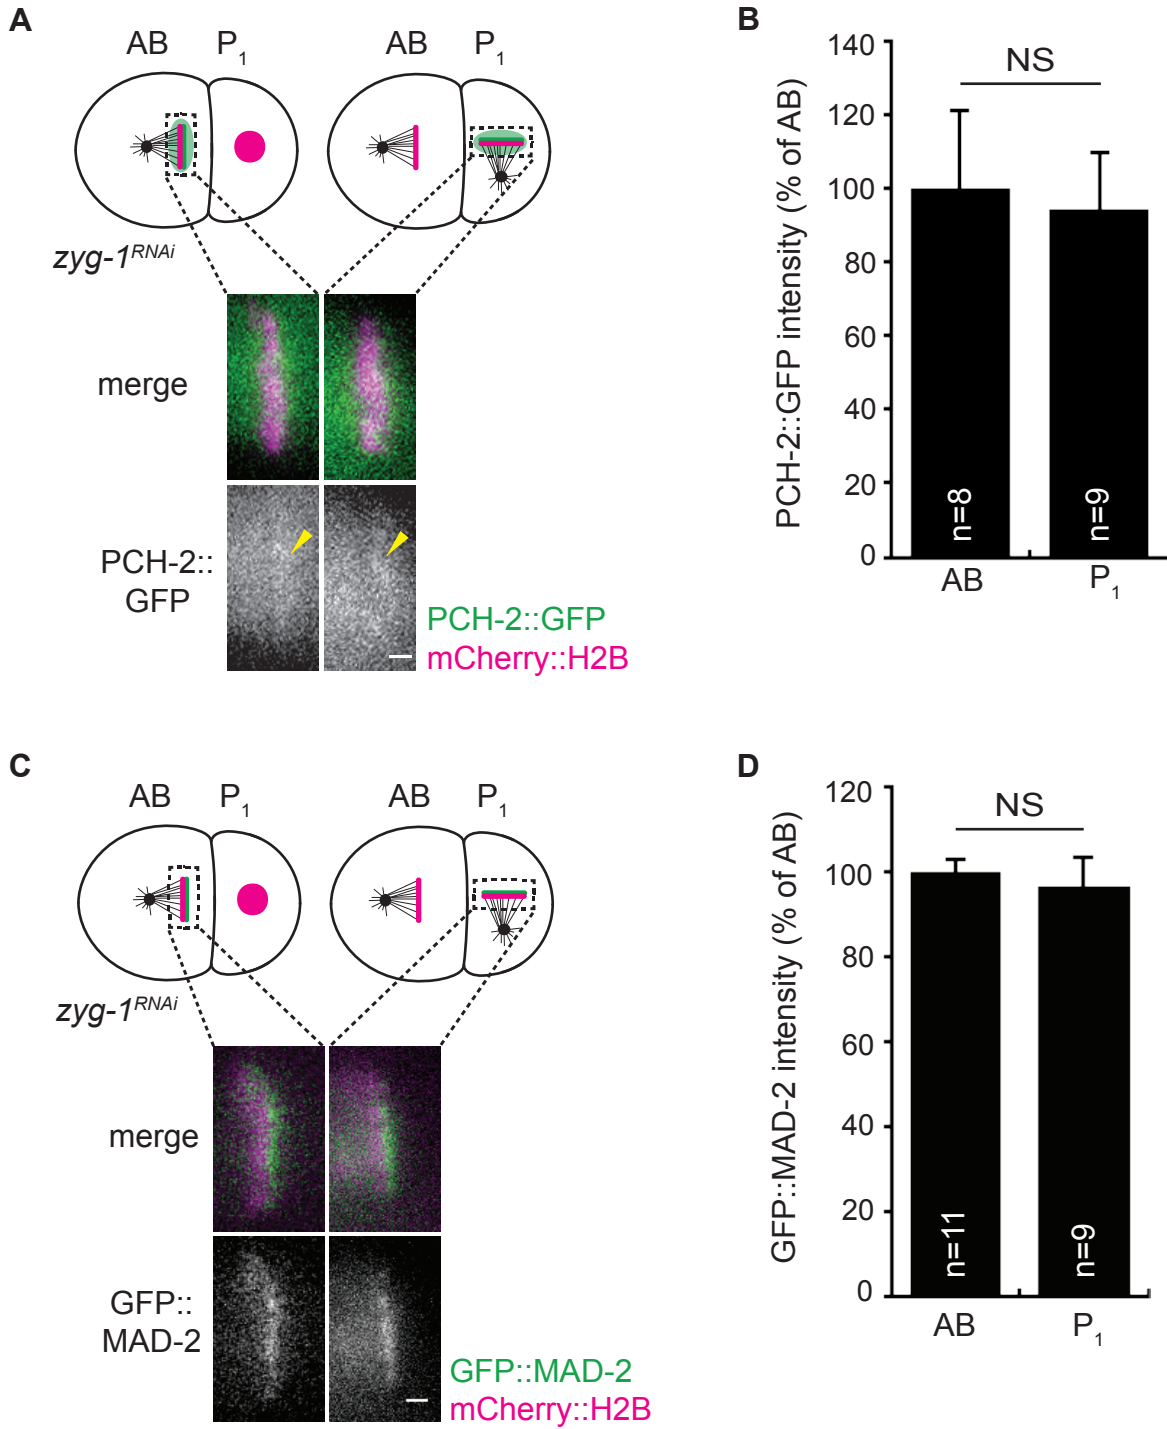 A
AB P1 AB P1
zyg-1RNAi
merge
PCH-2::
GFP
PCH-2::GFP
mCherry::H2B
B
PCH-2::GFP intensity (% of AB)
140
120
100
80
60
40
20
0
NS
n=8
n=9
AB P1
C
AB P1 AB P1
zyg-1RNAi
merge
GFP::
MAD-2
GFP::MAD-2
mCherry::H2B
D
GFP::MAD-2 intensity (% of AB)
120
100
80
60
40
20
0
NS
n=11
n=9
AB P1